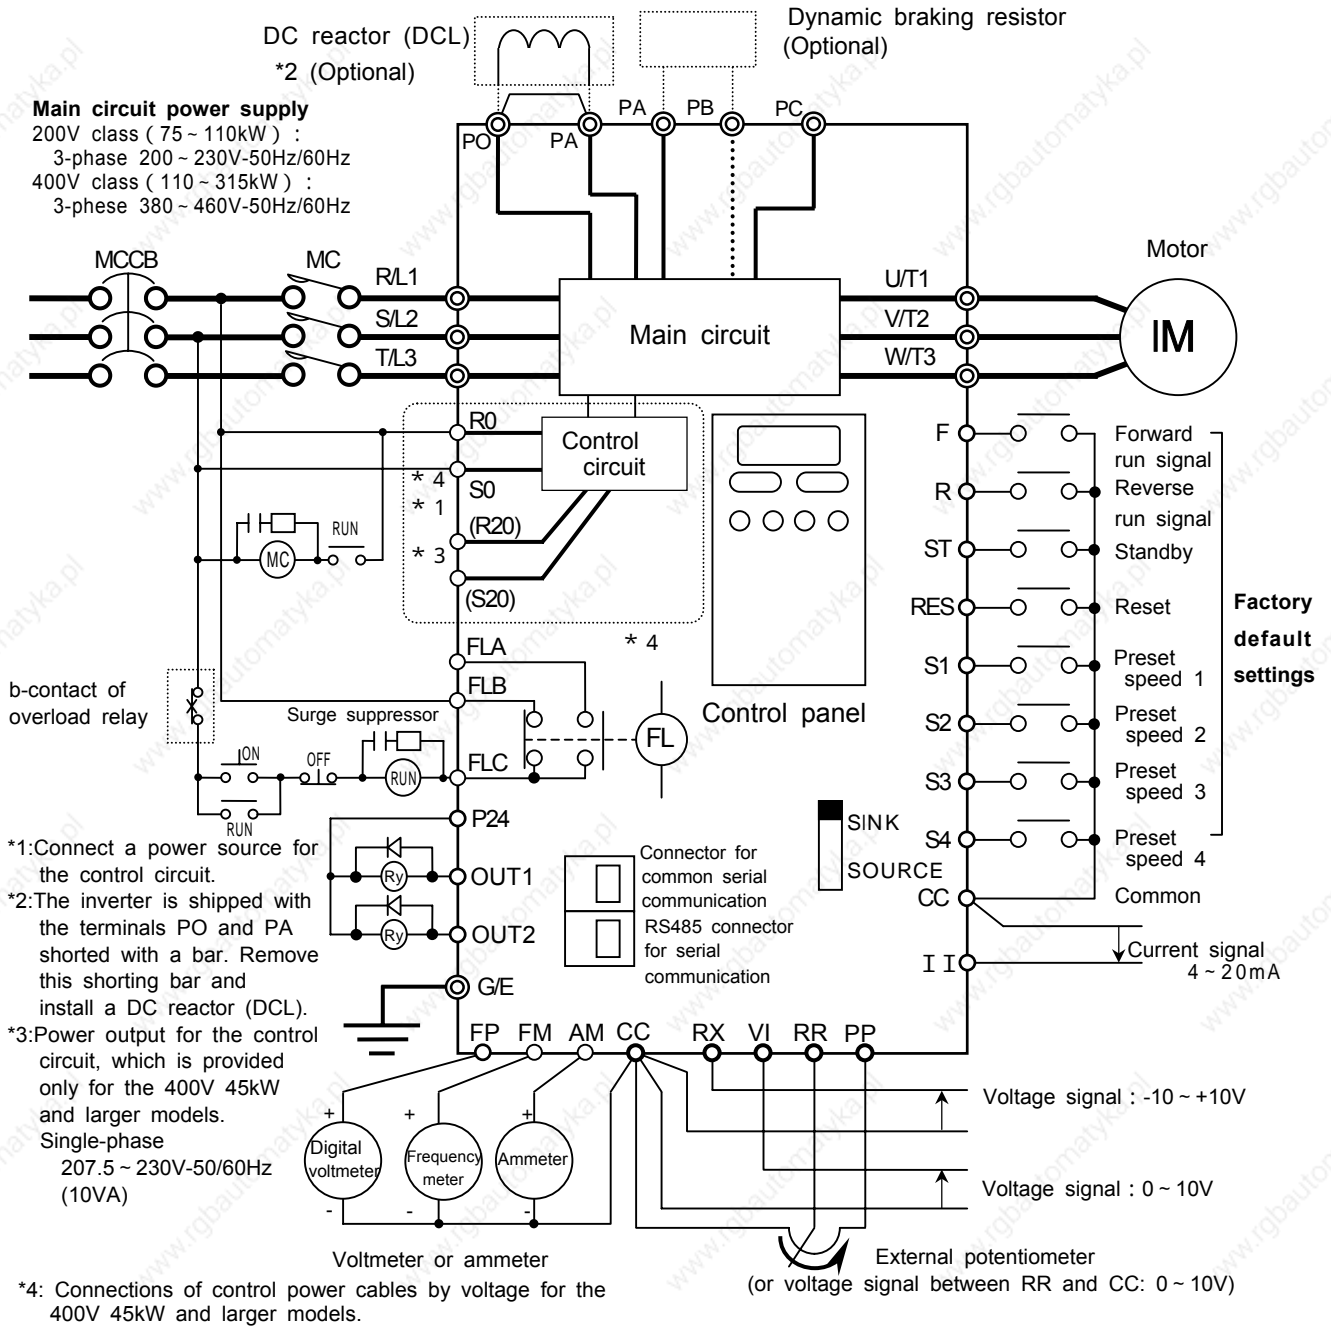 DC reactor (DCL)
*2 (Optional)
Dynamic braking resistor
(Optional)
Main circuit power supply
200V class ( 75 ~ 110kW ) :
3-phase 200 ~ 230V-50Hz/60Hz
400V class ( 110 ~ 315kW ) :
3-phese 380 ~ 460V-50Hz/60Hz
PO
PA
PA
PB
PC
MCCB
MC
R/L1
S/L2
T/L3
Main circuit
U/T1
V/T2
W/T3
Motor
IM
R0
* 4
S0
* 1
(R20)
* 3
(S20)
Control
circuit
* 4
MC
RUN
FLA
FLB
FLC
b-contact of
overload relay
Surge suppressor
ON
OFF
RUN
RUN
FL
Control panel
F
Forward
run signal
R
Reverse
run signal
ST
Standby
RES
Reset
S1
Preset
speed 1
S2
Preset
speed 2
S3
Preset
speed 3
S4
Preset
speed 4
CC
Common
Factory
default
settings
II
Current signal
4 ~ 20mA
SINK
SOURCE
P24
Ry
OUT1
Ry
OUT2
G/E
Connector for
common serial
communication
RS485 connector
for serial
communication
*1:Connect a power source for
the control circuit.
*2:The inverter is shipped with
the terminals PO and PA
shorted with a bar. Remove
this shorting bar and
install a DC reactor (DCL).
*3:Power output for the control
circuit, which is provided
only for the 400V 45kW
and larger models.
Single-phase
207.5 ~ 230V-50/60Hz
(10VA)
FP
FM
AM
CC
RX
VI
RR
PP
+
+
+
Digital
voltmeter
Frequency
meter
Ammeter
-
-
-
Voltmeter or ammeter
Voltage signal : -10 ~ +10V
Voltage signal : 0 ~ 10V
External potentiometer
(or voltage signal between RR and CC: 0 ~ 10V)
*4: Connections of control power cables by voltage for the
400V 45kW and larger models.
www.rgbautomatyka.pl